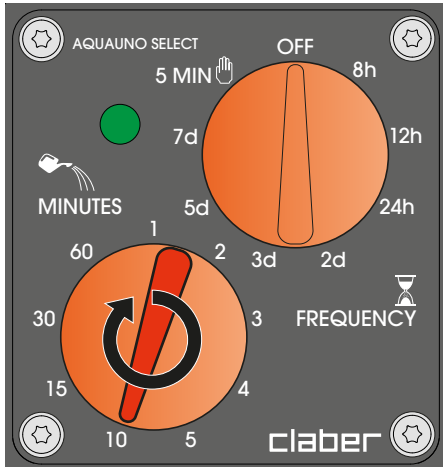 AQUAUNO SELECT
OFF
8h
12h
24h
2d
3d
5d
7d
5 MIN
MINUTES
1
2
3
4
5
10
15
30
60
FREQUENCY
claber